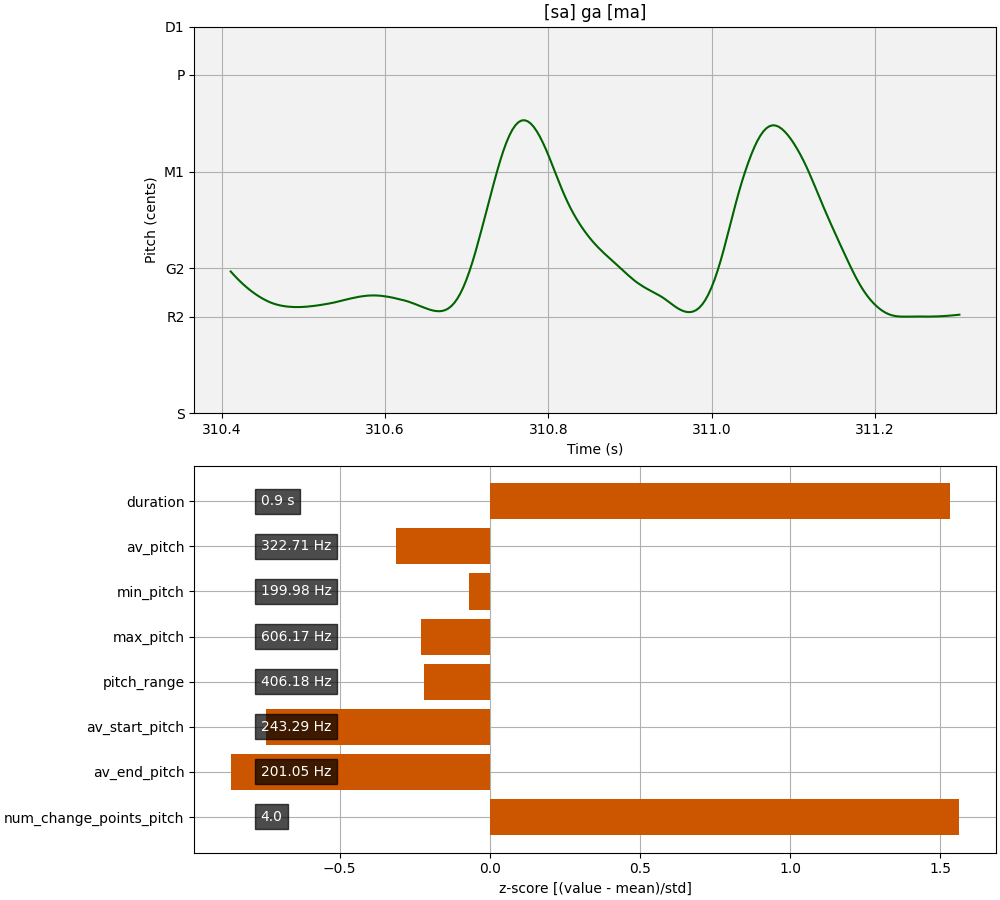 [sa] ga [ma]
D1
P
M1
G2
R2
S
Pitch (cents)
310.4 310.6 310.8 311.0 311.2
Time (s)
duration 0.9 s
av_pitch 322.71 Hz
min_pitch 199.98 Hz
max_pitch 606.17 Hz
pitch_range 406.18 Hz
av_start_pitch 243.29 Hz
av_end_pitch 201.05 Hz
num_change_points_pitch 4.0
−0.5 0.0 0.5 1.0 1.5
z-score [(value - mean)/std]